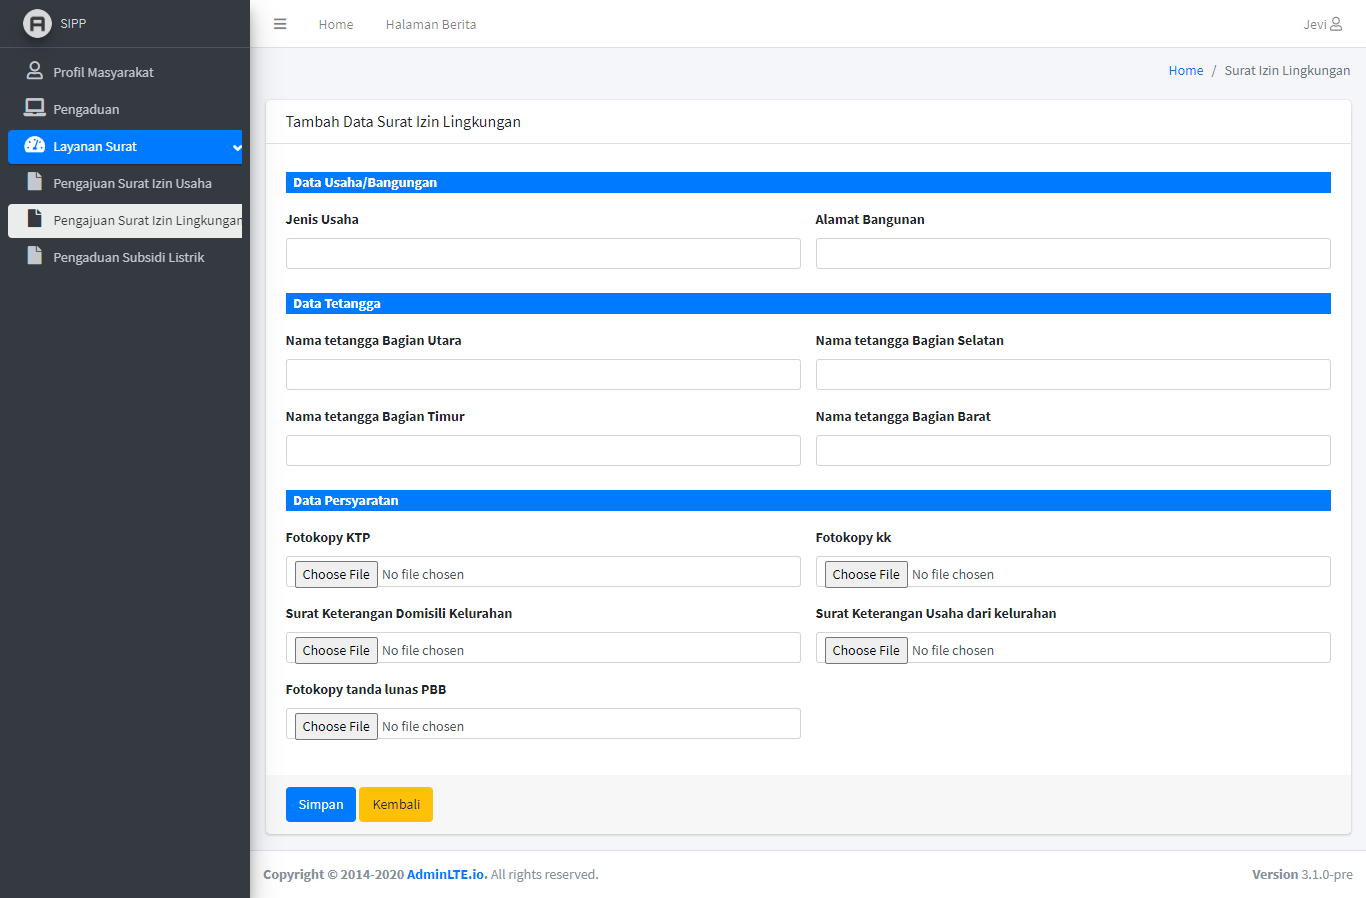 SIPP
Home
Halaman Berita
Jevi
Profil Masyarakat
Pengaduan
Layanan Surat
Pengajuan Surat Izin Usaha
Pengajuan Surat Izin Lingkungan
Pengaduan Subsidi Listrik
Home / Surat Izin Lingkungan
Tambah Data Surat Izin Lingkungan
Data Usaha/Bangungan
Jenis Usaha
Alamat Bangunan
Data Tetangga
Nama tetangga Bagian Utara
Nama tetangga Bagian Selatan
Nama tetangga Bagian Timur
Nama tetangga Bagian Barat
Data Persyaratan
Fotokopy KTP
Fotokopy kk
Choose File No file chosen
Choose File No file chosen
Surat Keterangan Domisili Kelurahan
Surat Keterangan Usaha dari kelurahan
Choose File No file chosen
Choose File No file chosen
Fotokopy tanda lunas PBB
Choose File No file chosen
Simpan
Kembali
Copyright © 2014-2020 AdminLTE.io. All rights reserved.
Version 3.1.0-pre